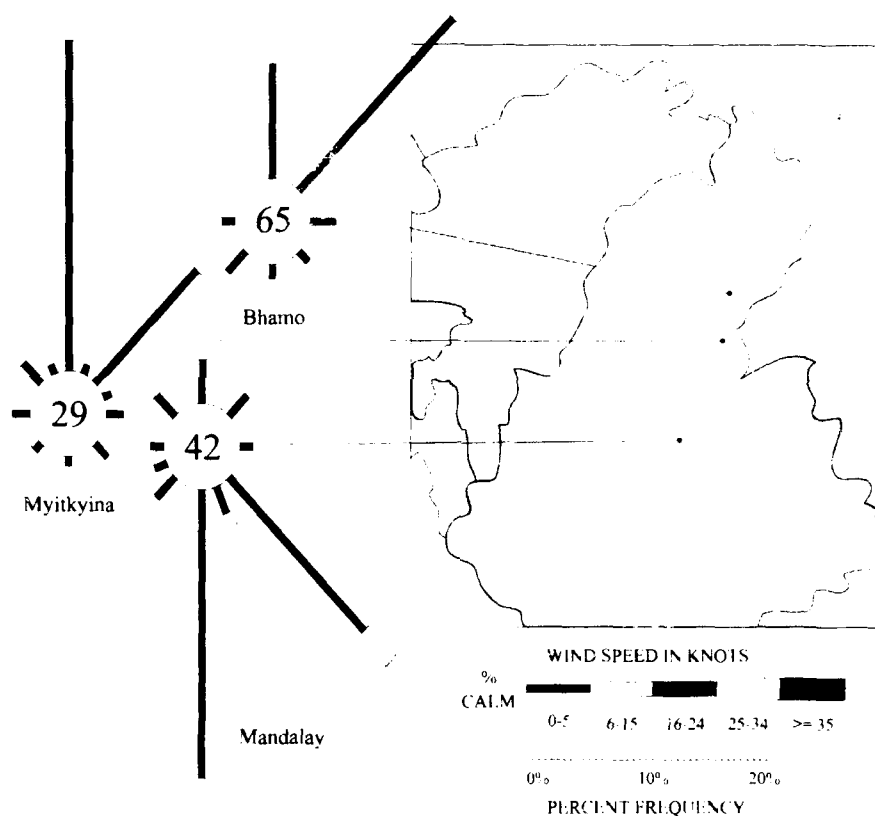 65
Bhamo
29
42
Myitkyina
Mandalay
WIND SPEED IN KNOTS
% CALM
0-5 6-15 16-24 25-34 >= 35
0% 10% 20%
PERCENT FREQUENCY